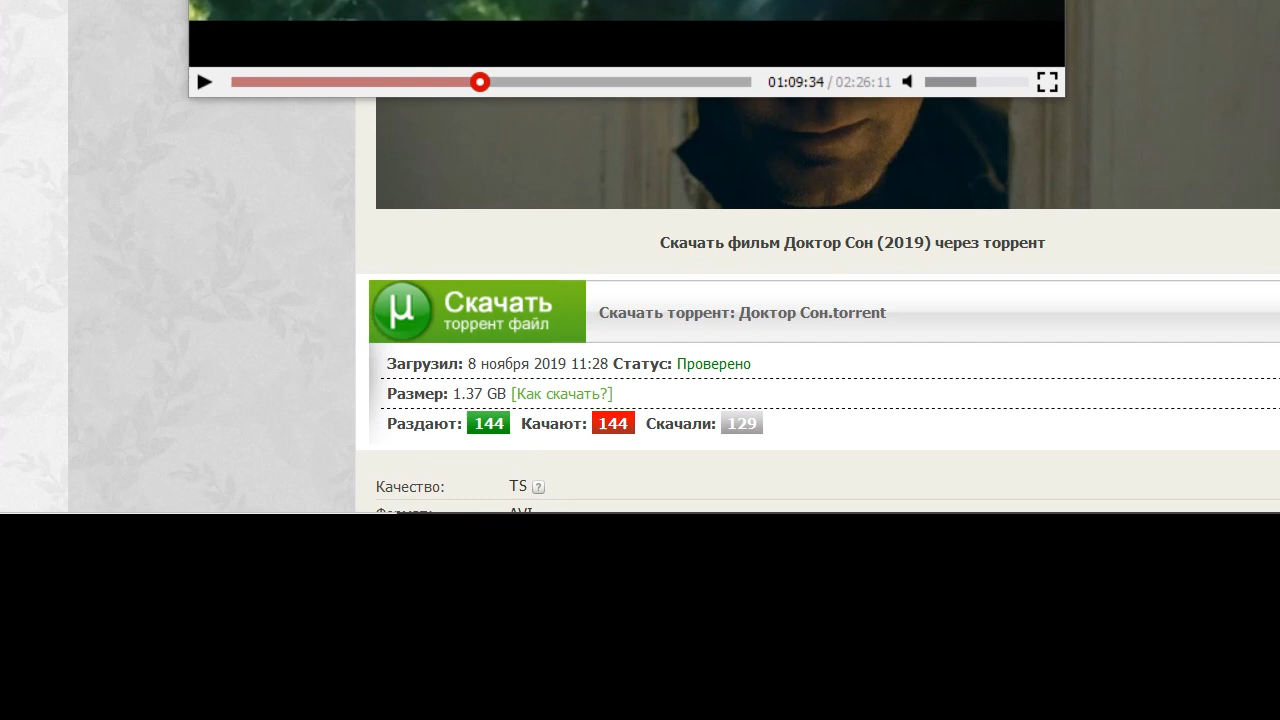 01:09:34 / 02:26:11
Скачать фильм Доктор Сон (2019) через торрент
µ Скачать
торрент файл
Скачать торрент: Доктор Сон.torrent
Загрузил: 8 ноября 2019 11:28 Статус: Проверено
Размер: 1.37 GB [Как скачать?]
Раздают: 144 Качают: 144 Скачали: 129
Качество: TS ?
Формат: AVI